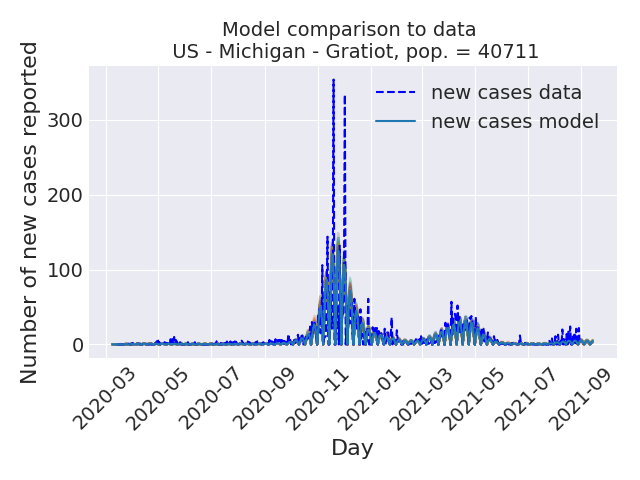 Model comparison to data
US - Michigan - Gratiot, pop. = 40711
Number of new cases reported
300
200
100
0
new cases data
new cases model
2020-03
2020-05
2020-07
2020-09
2020-11
2021-01
2021-03
2021-05
2021-07
2021-09
Day